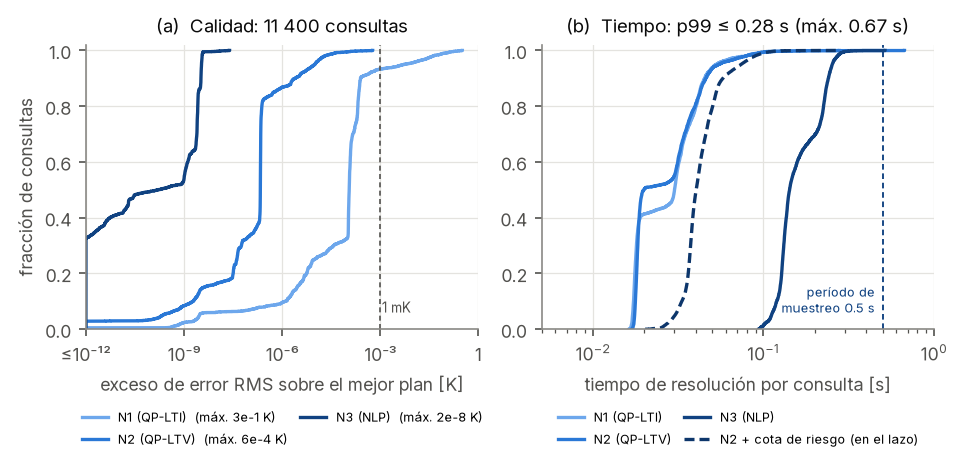 (a) Calidad: 11 400 consultas
1.0
0.8
0.6
0.4
0.2
0.0
fracción de consultas
1 mK
≤10⁻¹²
10⁻⁹
10⁻⁶
10⁻³
1
exceso de error RMS sobre el mejor plan [K]
N1 (QP-LTI) (máx. 3e-1 K)
N2 (QP-LTV) (máx. 6e-4 K)
N3 (NLP) (máx. 2e-8 K)
(b) Tiempo: p99 ≤ 0.28 s (máx. 0.67 s)
1.0
0.8
0.6
0.4
0.2
0.0
período de
muestreo 0.5 s
10⁻²
10⁻¹
10⁰
tiempo de resolución por consulta [s]
N1 (QP-LTI)
N2 (QP-LTV)
N3 (NLP)
N2 + cota de riesgo (en el lazo)